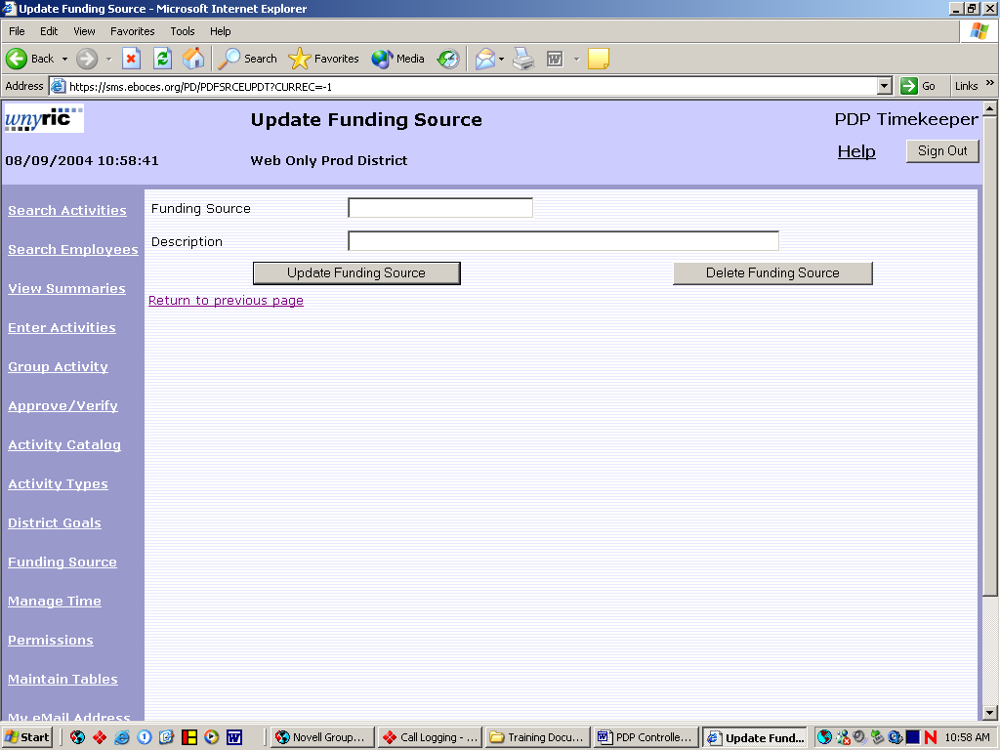 Update Funding Source - Microsoft Internet Explorer
File Edit View Favorites Tools Help
Back Search Favorites Media
Address https://sms.eboces.org/PD/PDFSRCEUPDT?CURREC=-1 Go Links »
wnyric Update Funding Source PDP Timekeeper
Help Sign Out
08/09/2004 10:58:41 Web Only Prod District
Search Activities
Search Employees
View Summaries
Enter Activities
Group Activity
Approve/Verify
Activity Catalog
Activity Types
District Goals
Funding Source
Manage Time
Permissions
Maintain Tables
My eMail Address
Funding Source
Description
Update Funding Source Delete Funding Source
Return to previous page
Start Novell Group... Call Logging - ... Training Docu... PDP Controlle... Update Fund... 10:58 AM